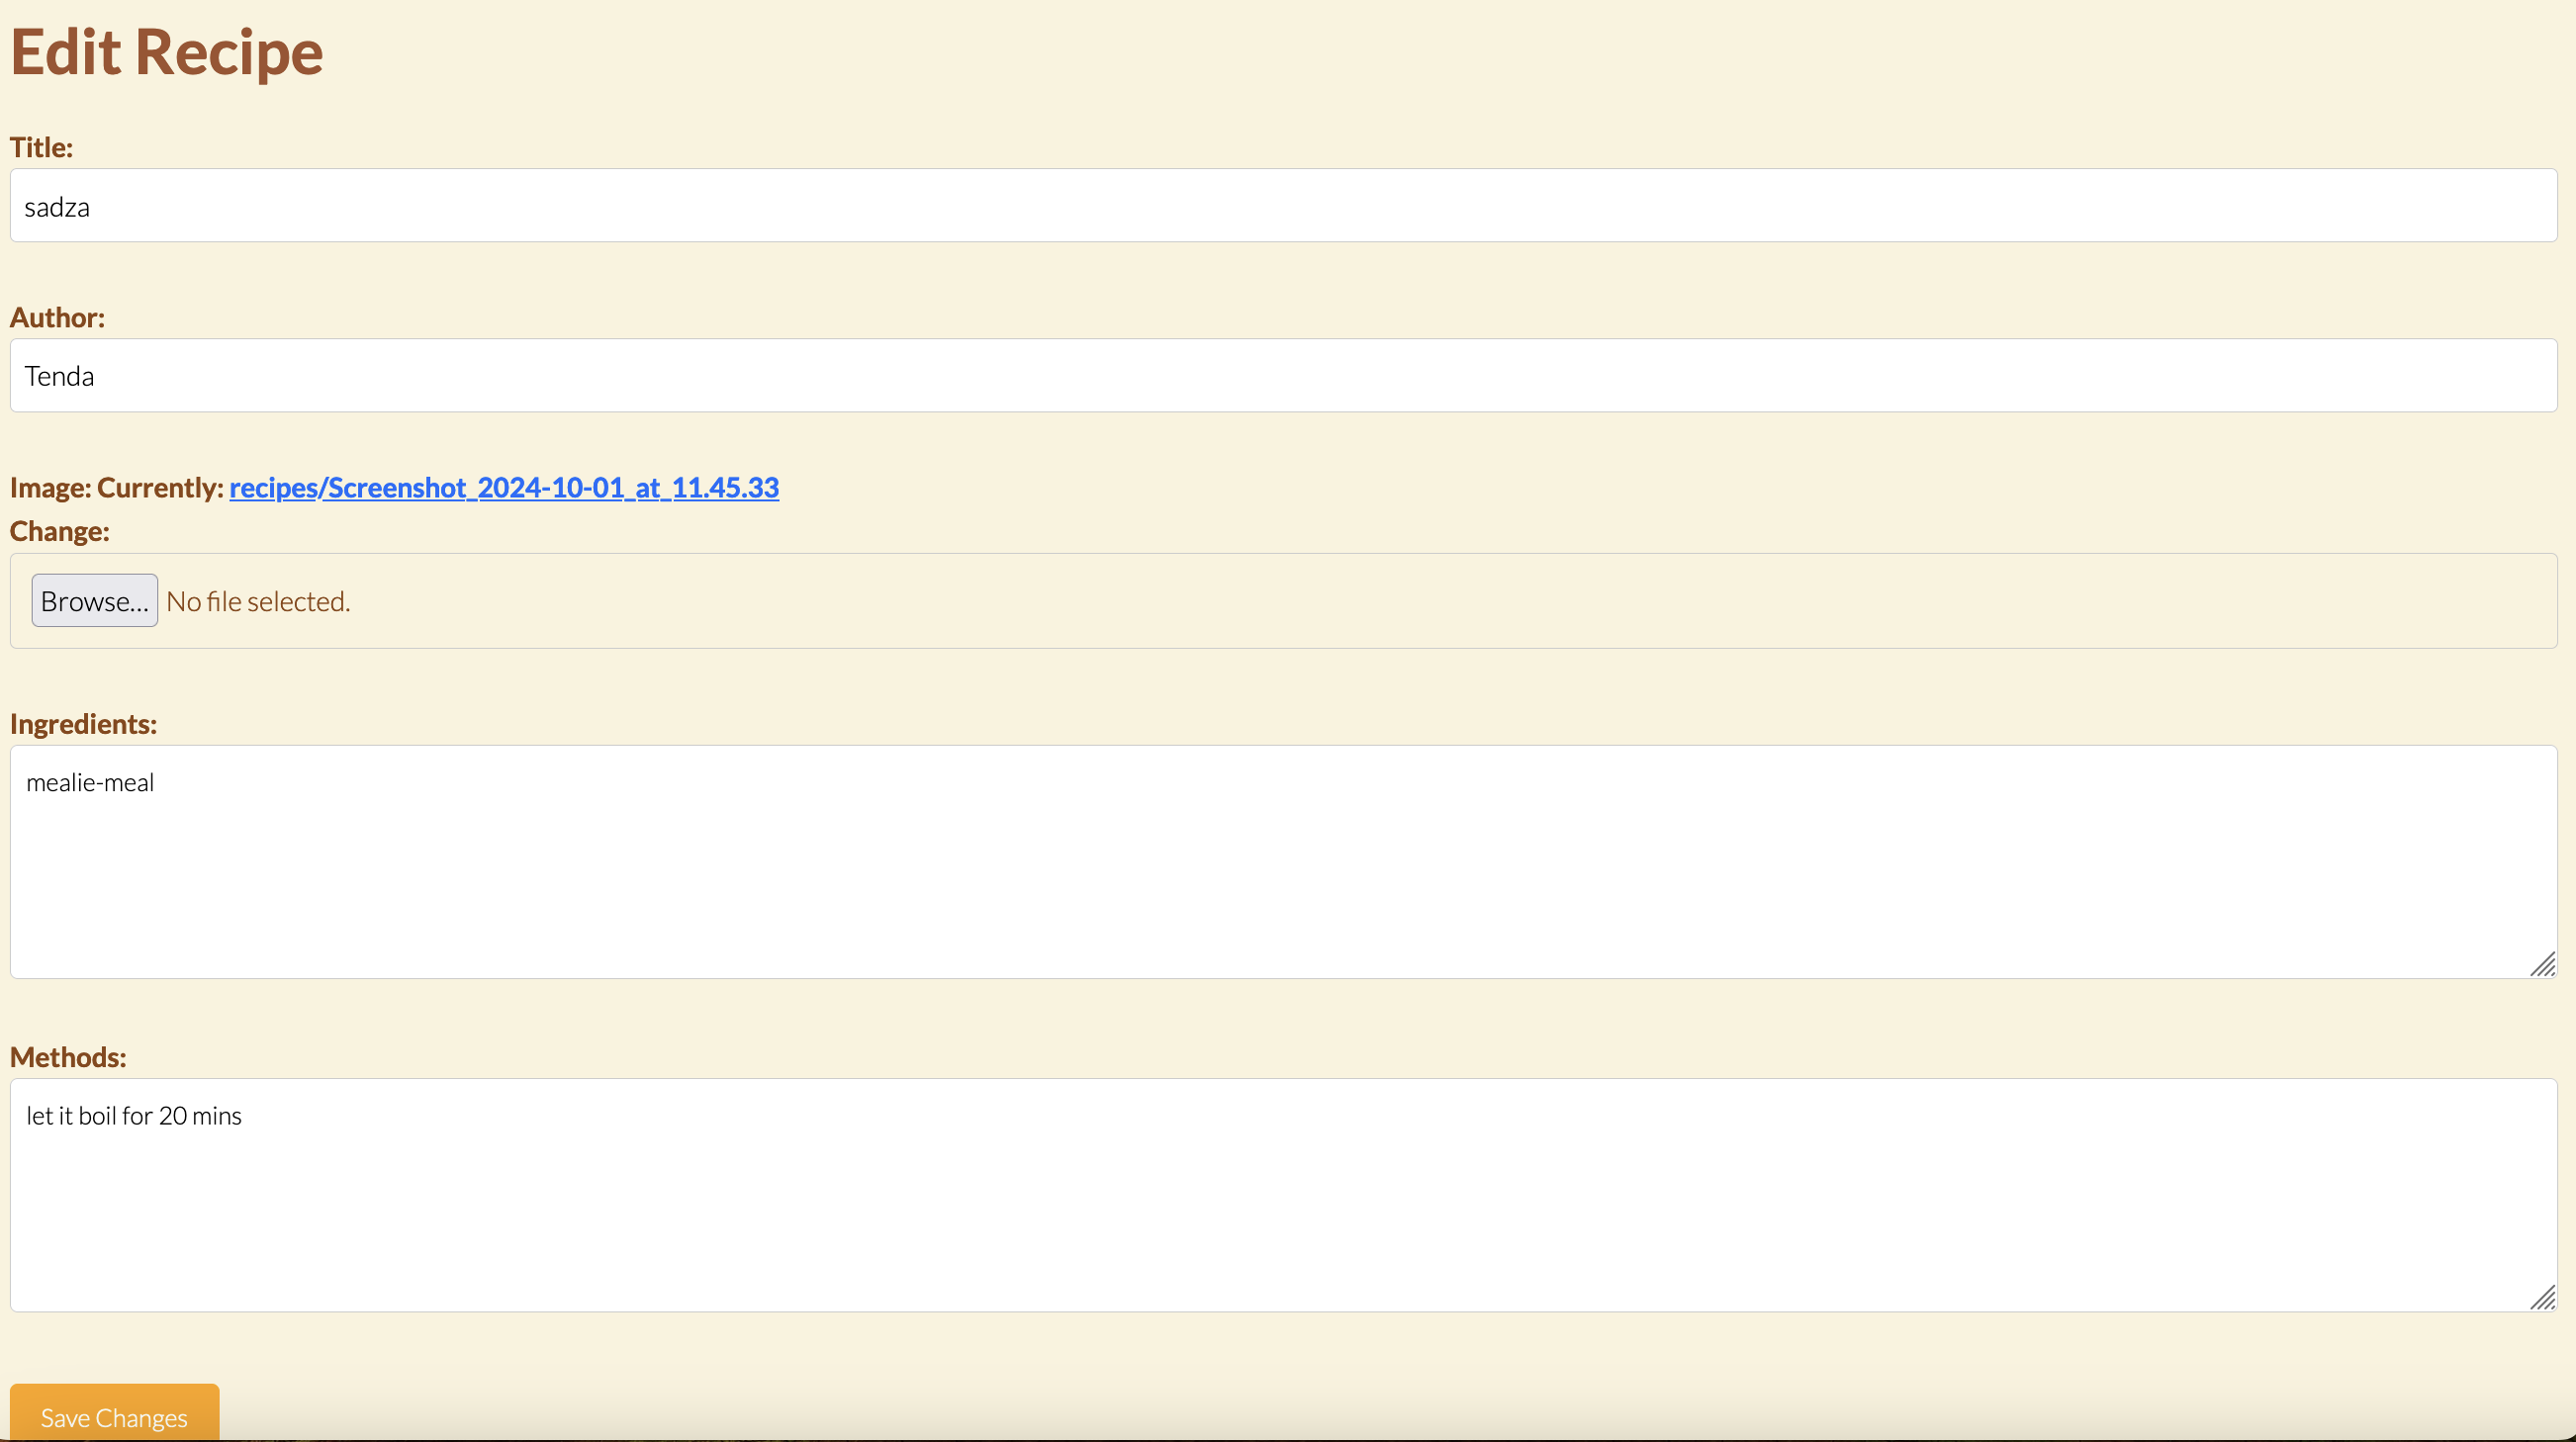 Edit Recipe
Title:
sadza
Author:
Tenda
Image: Currently: recipes/Screenshot_2024-10-01_at_11.45.33
Change:
Browse... No file selected.
Ingredients:
mealie-meal
Methods:
let it boil for 20 mins
Save Changes